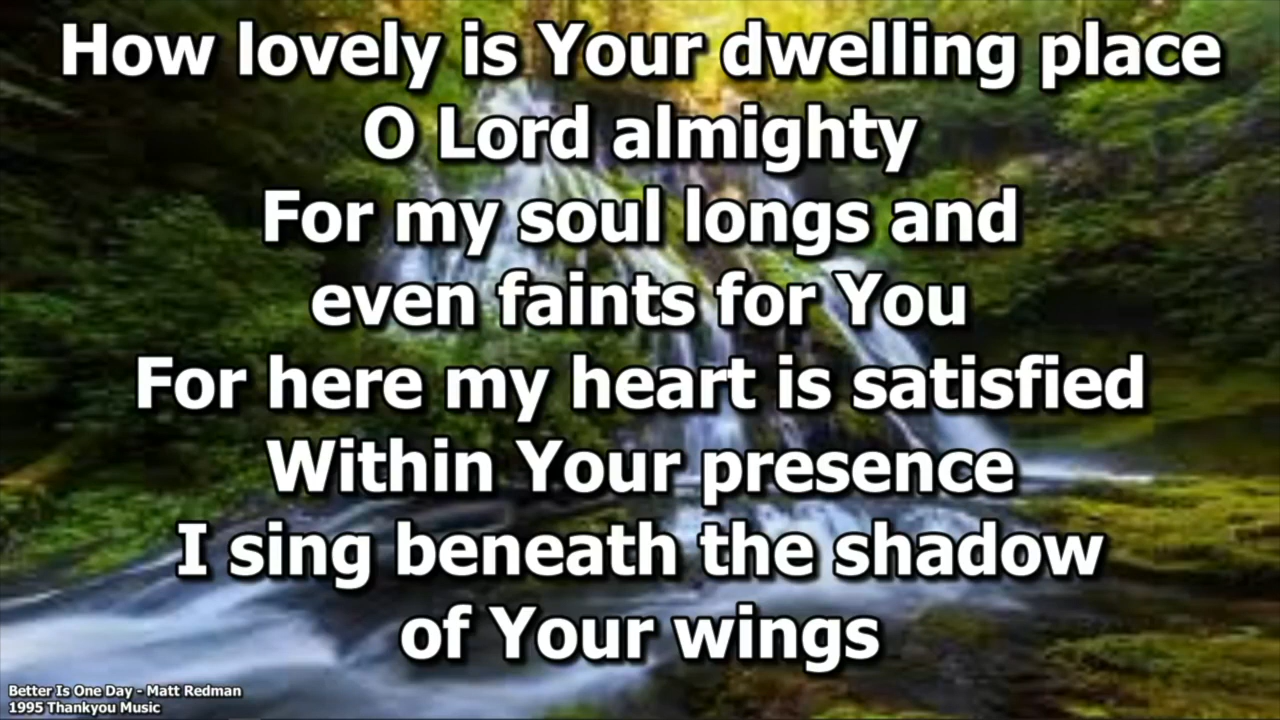 How lovely is Your dwelling place
O Lord almighty
For my soul longs and
even faints for You
For here my heart is satisfied
Within Your presence
I sing beneath the shadow
of Your wings
Better Is One Day - Matt Redman
1995 Thankyou Music